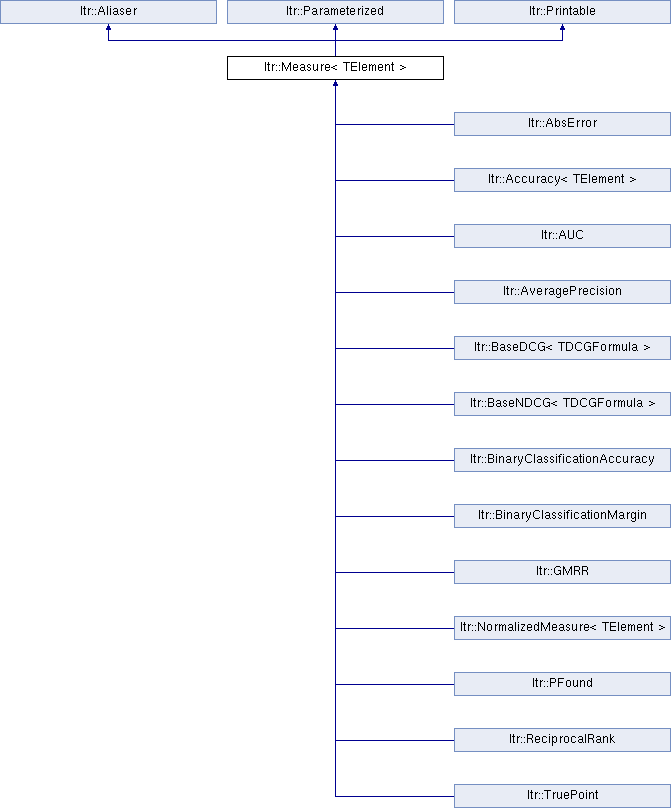 ltr::Aliaser
ltr::Parameterized
ltr::Printable
ltr::Measure< TElement >
ltr::AbsError
ltr::Accuracy< TElement >
ltr::AUC
ltr::AveragePrecision
ltr::BaseDCG< TDCGFormula >
ltr::BaseNDCG< TDCGFormula >
ltr::BinaryClassificationAccuracy
ltr::BinaryClassificationMargin
ltr::GMRR
ltr::NormalizedMeasure< TElement >
ltr::PFound
ltr::ReciprocalRank
ltr::TruePoint